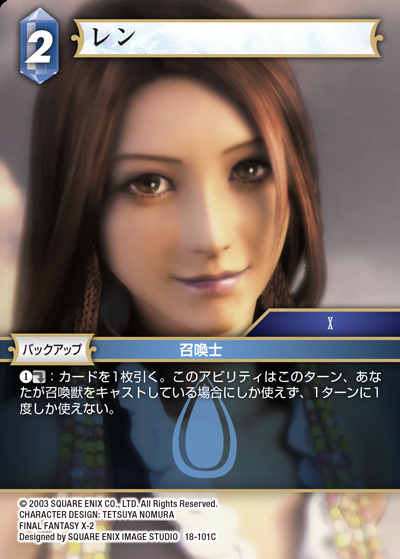 2
レン
X
バックアップ
召喚士
❶：カードを1枚引く。このアビリティはこのターン、あな
たが召喚獣をキャストしている場合にしか使えず、1ターンに1
度しか使えない。
© 2003 SQUARE ENIX CO., LTD. All Rights Reserved.
CHARACTER DESIGN: TETSUYA NOMURA
FINAL FANTASY X-2
Designed by SQUARE ENIX IMAGE STUDIO 18-101C